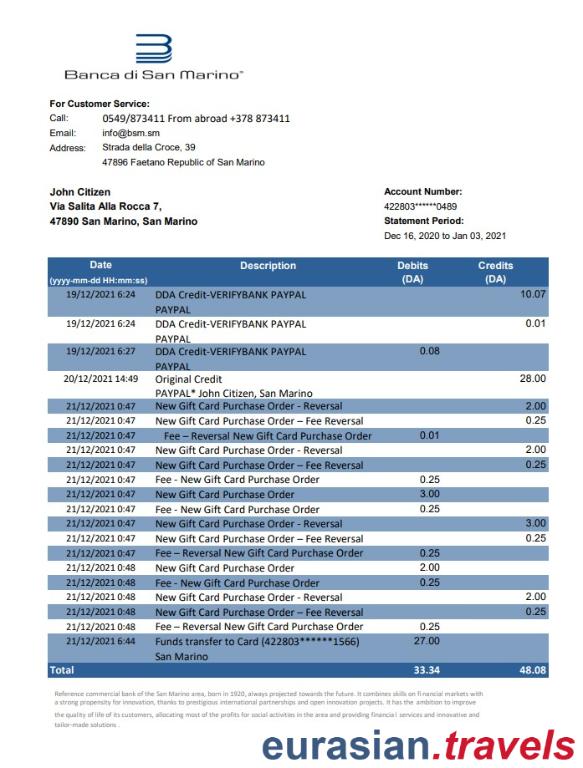 Banca di San Marino
For Customer Service:
Call: 0549/873411 From abroad +378 873411
Email: info@bsm.sm
Address: Strada della Croce, 39
47896 Faetano Republic of San Marino
John Citizen
Via Salita Alla Rocca 7,
47890 San Marino, San Marino
Account Number:
422803******0489
Statement Period:
Dec 16, 2020 to Jan 03, 2021
Date Description Debits Credits
(yyyy-mm-dd HH:mm:ss) (DA) (DA)
19/12/2021 6:24 DDA Credit-VERIFYBANK PAYPAL 10.07
PAYPAL
19/12/2021 6:24 DDA Credit-VERIFYBANK PAYPAL 0.01
PAYPAL
19/12/2021 6:27 DDA Credit-VERIFYBANK PAYPAL 0.08
PAYPAL
20/12/2021 14:49 Original Credit 28.00
PAYPAL* John Citizen, San Marino
21/12/2021 0:47 New Gift Card Purchase Order - Reversal 2.00
21/12/2021 0:47 New Gift Card Purchase Order – Fee Reversal 0.25
21/12/2021 0:47 Fee – Reversal New Gift Card Purchase Order 0.01
21/12/2021 0:47 New Gift Card Purchase Order - Reversal 2.00
21/12/2021 0:47 New Gift Card Purchase Order – Fee Reversal 0.25
21/12/2021 0:47 Fee - New Gift Card Purchase Order 0.25
21/12/2021 0:47 New Gift Card Purchase Order 3.00
21/12/2021 0:47 Fee - New Gift Card Purchase Order 0.25
21/12/2021 0:47 New Gift Card Purchase Order - Reversal 3.00
21/12/2021 0:47 New Gift Card Purchase Order – Fee Reversal 0.25
21/12/2021 0:47 Fee – Reversal New Gift Card Purchase Order 0.25
21/12/2021 0:48 New Gift Card Purchase Order 2.00
21/12/2021 0:48 Fee - New Gift Card Purchase Order 0.25
21/12/2021 0:48 New Gift Card Purchase Order - Reversal 2.00
21/12/2021 0:48 New Gift Card Purchase Order – Fee Reversal 0.25
21/12/2021 0:48 Fee – Reversal New Gift Card Purchase Order 0.25
21/12/2021 6:44 Funds transfer to Card (422803******1566) 27.00
San Marino
Total 33.34 48.08
Reference commercial bank of the San Marino area, born in 1920, always projected towards the future. It combines skills on financial markets with
a strong propensity for innovation, thanks to prestigious international partnerships and open innovation projects. It has the ambition to improve
the quality of life of its customers, allocating most of the profits for social activities in the area and providing financial services and innovative and
tailor-made solutions .
eurasian.travels